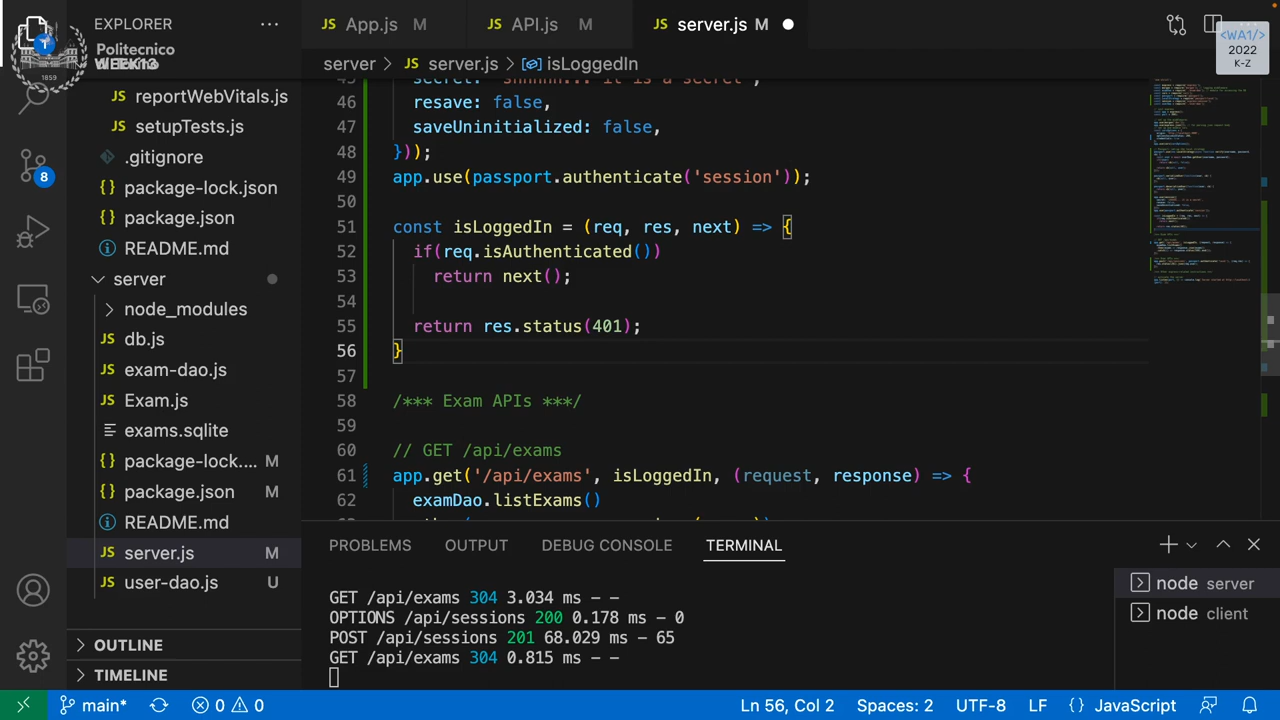 EXPLORER
Politecnico
WEEK13
1859
reportWebVitals.js
setupTests.js
.gitignore
package-lock.json
package.json
README.md
server
node_modules
db.js
exam-dao.js
Exam.js
exams.sqlite
package-lock.... M
package.json M
README.md
server.js M
user-dao.js U
OUTLINE
TIMELINE
8
1
JS App.js M
JS API.js M
JS server.js M
<WA1/>
2022
K-Z
server > JS server.js > isLoggedIn
46 resave: false,
47 saveUninitialized: false,
48 }));
49 app.use(passport.authenticate('session'));
50
51 const isLoggedIn = (req, res, next) => {
52 if(req.isAuthenticated())
53 return next();
54
55 return res.status(401);
56 }
57
58 /*** Exam APIs ***/
59
60 // GET /api/exams
61 app.get('/api/exams', isLoggedIn, (request, response) => {
62 examDao.listExams()
PROBLEMS OUTPUT DEBUG CONSOLE TERMINAL
GET /api/exams 304 3.034 ms - -
OPTIONS /api/sessions 200 0.178 ms - 0
POST /api/sessions 201 68.029 ms - 65
GET /api/exams 304 0.815 ms - -
node server
node client
main* 0 0 Ln 56, Col 2 Spaces: 2 UTF-8 LF {} JavaScript